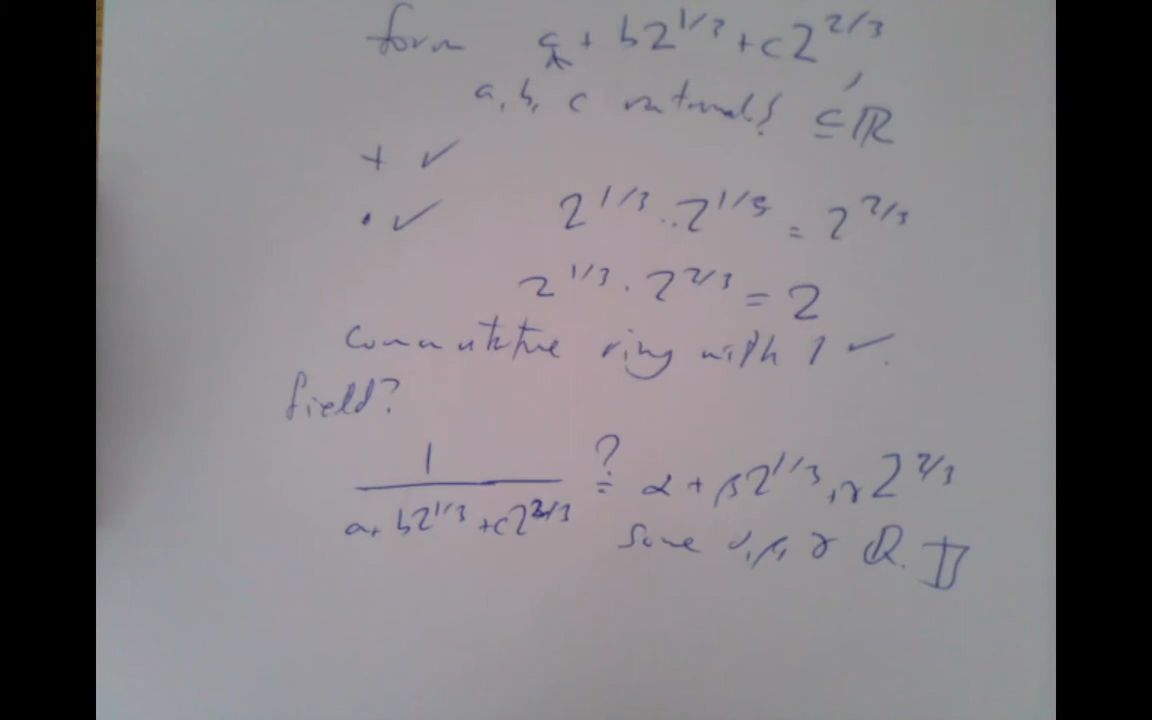 form a + b2^{1/3} + c2^{2/3},
a, b, c rational? ⊆ ℝ
+ ✓
• ✓ 2^{1/3} · 2^{1/3} = 2^{2/3}
2^{1/3} · 2^{2/3} = 2
commutative ring with 1 ✓.
field?
1 / (a + b2^{1/3} + c2^{2/3}) ?= α + β2^{1/3} + γ2^{2/3}
some α, β, γ ℚ.